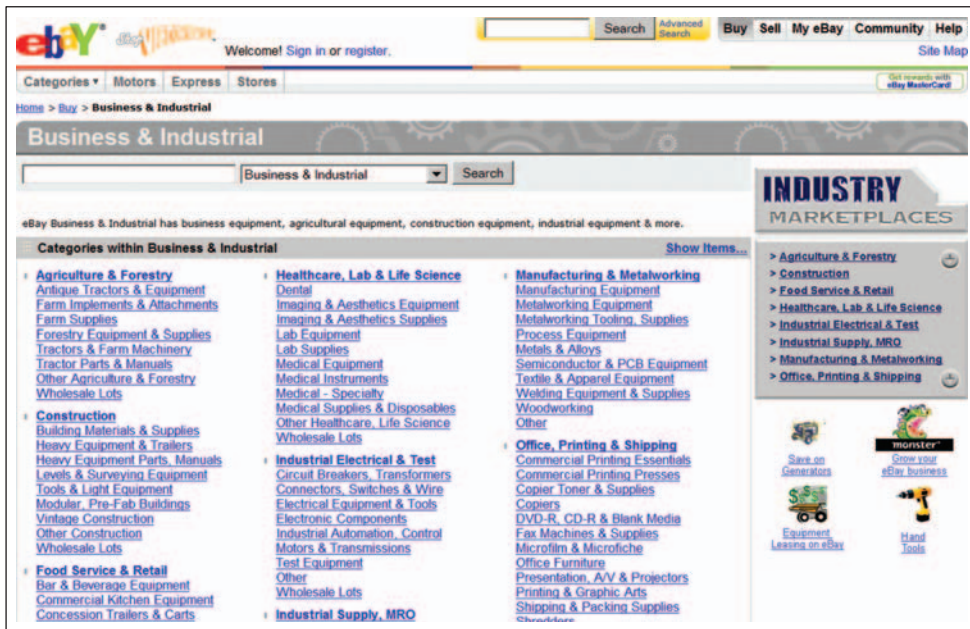 ebY
Search
Advanced Search
Buy Sell My eBay Community Help
Welcome! Sign in or register.
Site Map
Categories ▾ Motors Express Stores
Get rewards with
eBay MasterCard!
Home > Buy > Business & Industrial
Business & Industrial
Business & Industrial
Search
eBay Business & Industrial has business equipment, agricultural equipment, construction equipment, industrial equipment & more.
Categories within Business & Industrial
Show Items...
Agriculture & Forestry
Antique Tractors & Equipment
Farm Implements & Attachments
Farm Supplies
Forestry Equipment & Supplies
Tractors & Farm Machinery
Tractor Parts & Manuals
Other Agriculture & Forestry
Wholesale Lots
Construction
Building Materials & Supplies
Heavy Equipment & Trailers
Heavy Equipment Parts, Manuals
Levels & Surveying Equipment
Tools & Light Equipment
Modular, Pre-Fab Buildings
Vintage Construction
Other Construction
Wholesale Lots
Food Service & Retail
Bar & Beverage Equipment
Commercial Kitchen Equipment
Concession Trailers & Carts
Healthcare, Lab & Life Science
Dental
Imaging & Aesthetics Equipment
Imaging & Aesthetics Supplies
Lab Equipment
Lab Supplies
Medical Equipment
Medical Instruments
Medical - Specialty
Medical Supplies & Disposables
Other Healthcare, Life Science
Wholesale Lots
Industrial Electrical & Test
Circuit Breakers, Transformers
Connectors, Switches & Wire
Electrical Equipment & Tools
Electronic Components
Industrial Automation, Control
Motors & Transmissions
Test Equipment
Other
Wholesale Lots
Industrial Supply, MRO
Manufacturing & Metalworking
Manufacturing Equipment
Metalworking Equipment
Metalworking Tooling, Supplies
Process Equipment
Metals & Alloys
Semiconductor & PCB Equipment
Textile & Apparel Equipment
Welding Equipment & Supplies
Woodworking
Other
Office, Printing & Shipping
Commercial Printing Essentials
Commercial Printing Presses
Copier Toner & Supplies
Copiers
DVD-R, CD-R & Blank Media
Fax Machines & Supplies
Microfilm & Microfiche
Office Furniture
Presentation, A/V & Projectors
Printing & Graphic Arts
Shipping & Packing Supplies
Shredders
INDUSTRY
MARKETPLACES
> Agriculture & Forestry
> Construction
> Food Service & Retail
> Healthcare, Lab & Life Science
> Industrial Electrical & Test
> Industrial Supply, MRO
> Manufacturing & Metalworking
> Office, Printing & Shipping
Save on
Generators
monster
Grow your
eBay business
$$$
Equipment
Leasing on eBay
Hand
Tools